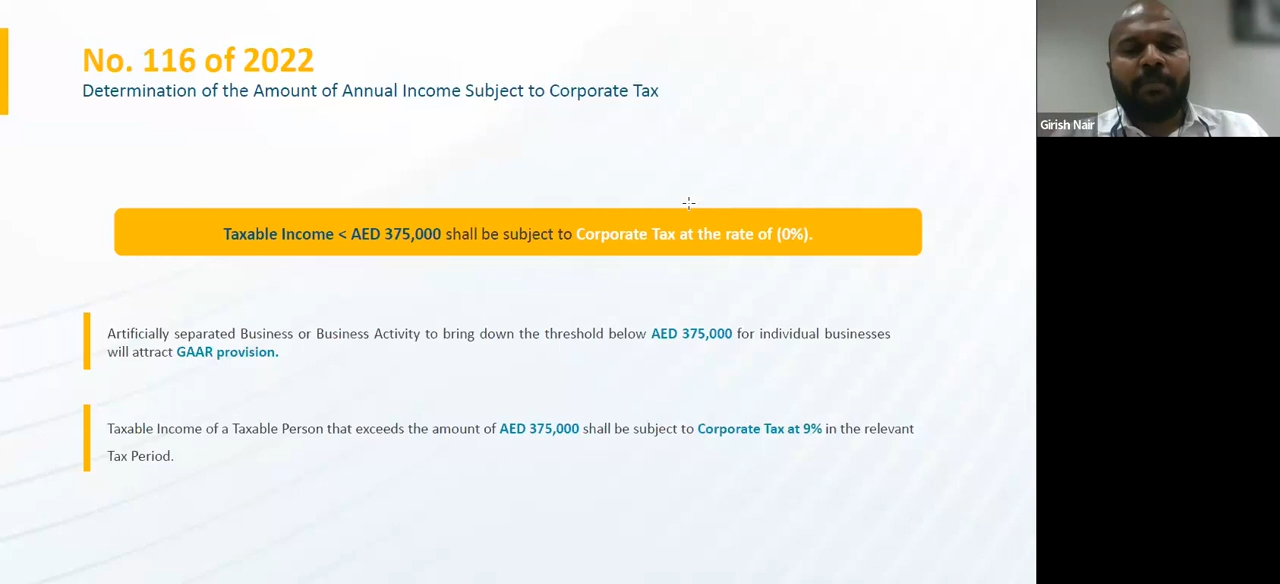 No. 116 of 2022
Determination of the Amount of Annual Income Subject to Corporate Tax
Taxable Income < AED 375,000 shall be subject to Corporate Tax at the rate of (0%).
Artificially separated Business or Business Activity to bring down the threshold below AED 375,000 for individual businesses
will attract GAAR provision.
Taxable Income of a Taxable Person that exceeds the amount of AED 375,000 shall be subject to Corporate Tax at 9% in the relevant
Tax Period.
Girish Nair